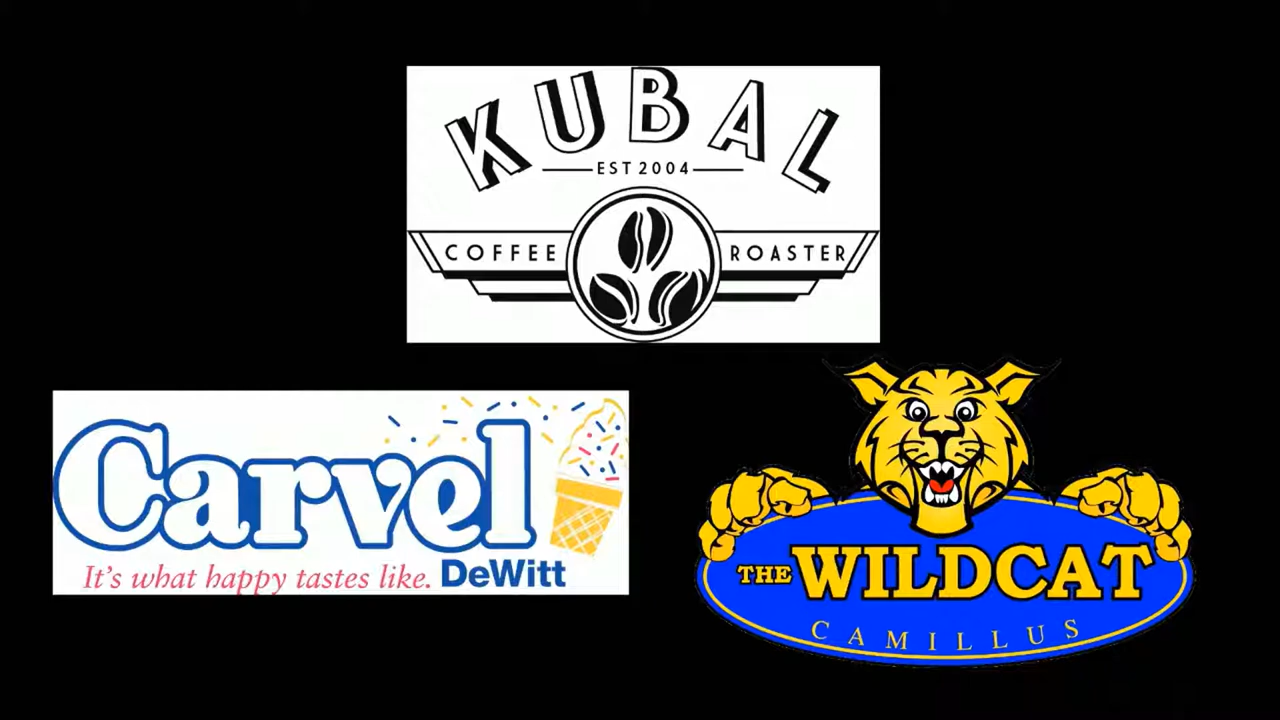 KUBAL
EST 2004
COFFEE ROASTER
Carvel
It's what happy tastes like. DeWitt
THE WILDCAT
CAMILLUS